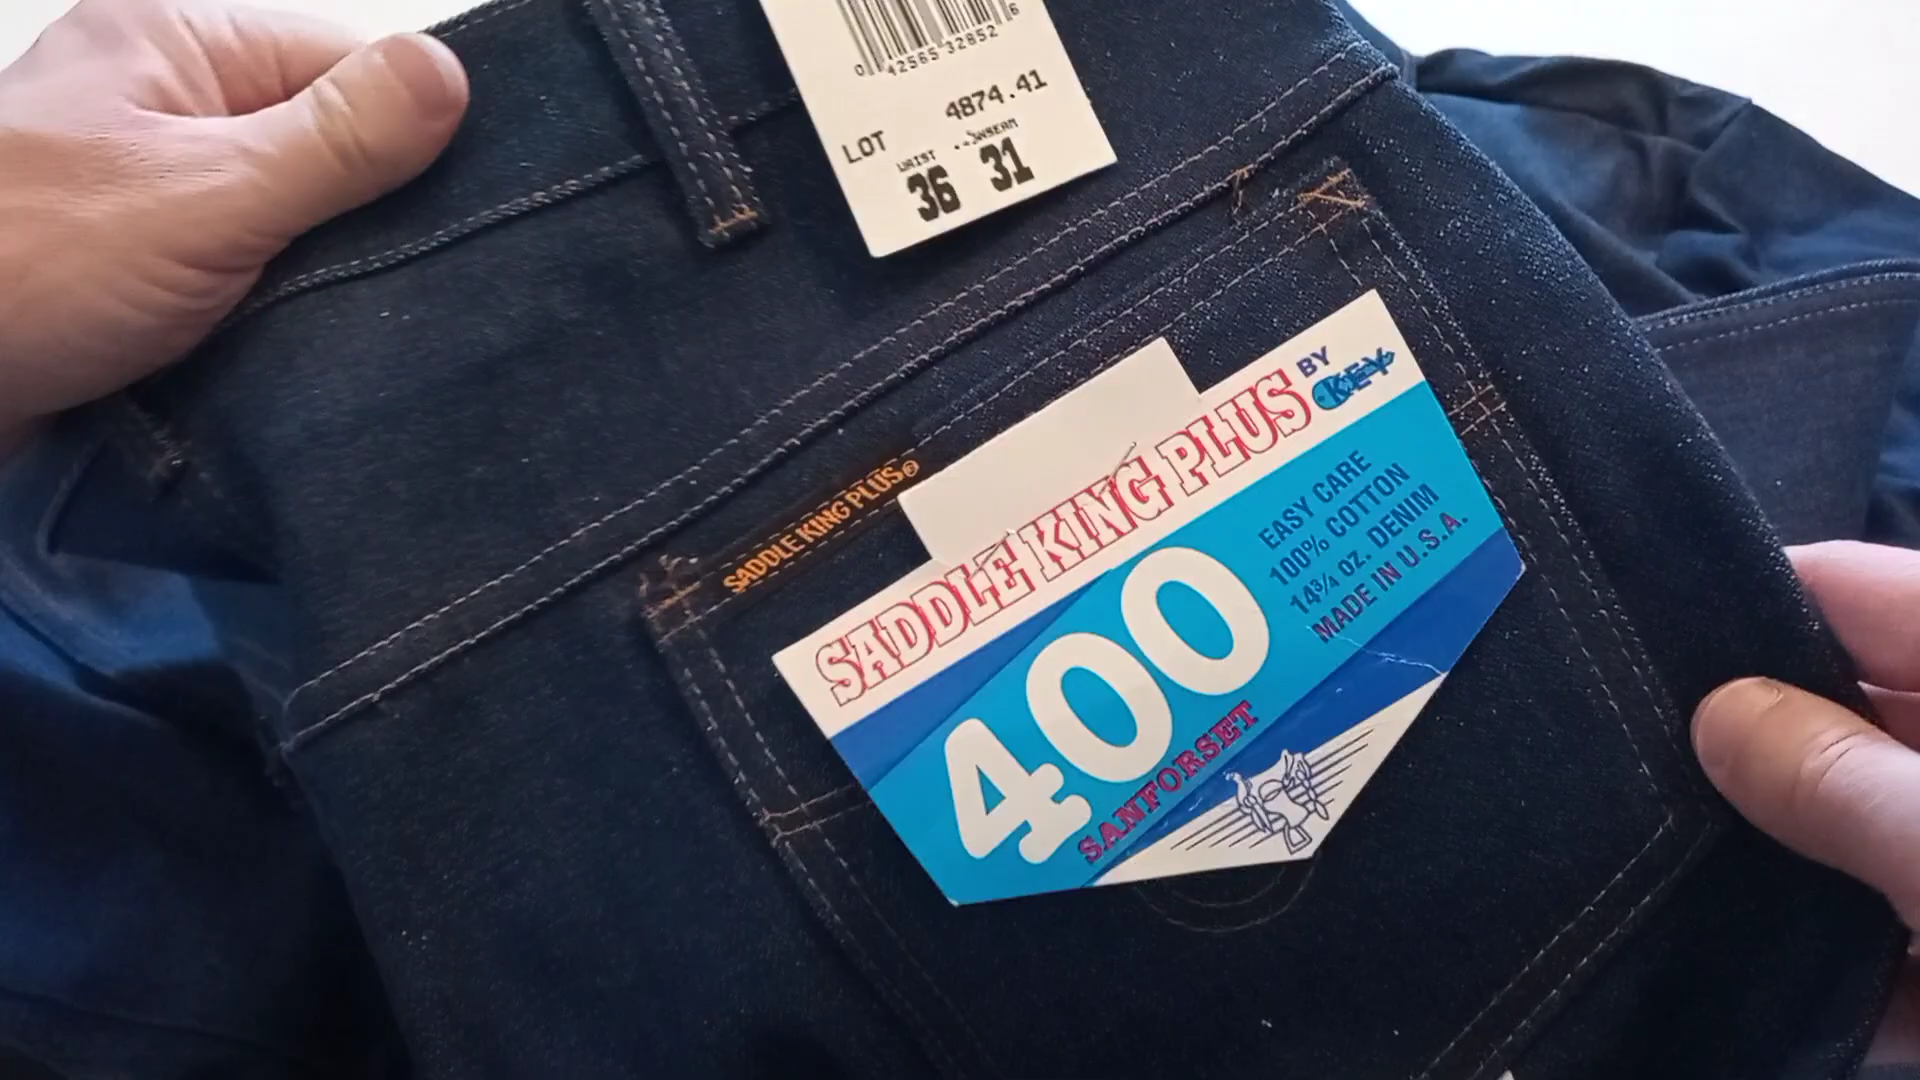 0 42565 32852 6
4874.41
LOT
WAIST INSEAM
36 31
SADDLE KING PLUS®
SADDLE KING PLUS BY KEY
400
SANFORSET
EASY CARE
100% COTTON
14¾ OZ. DENIM
MADE IN U.S.A.